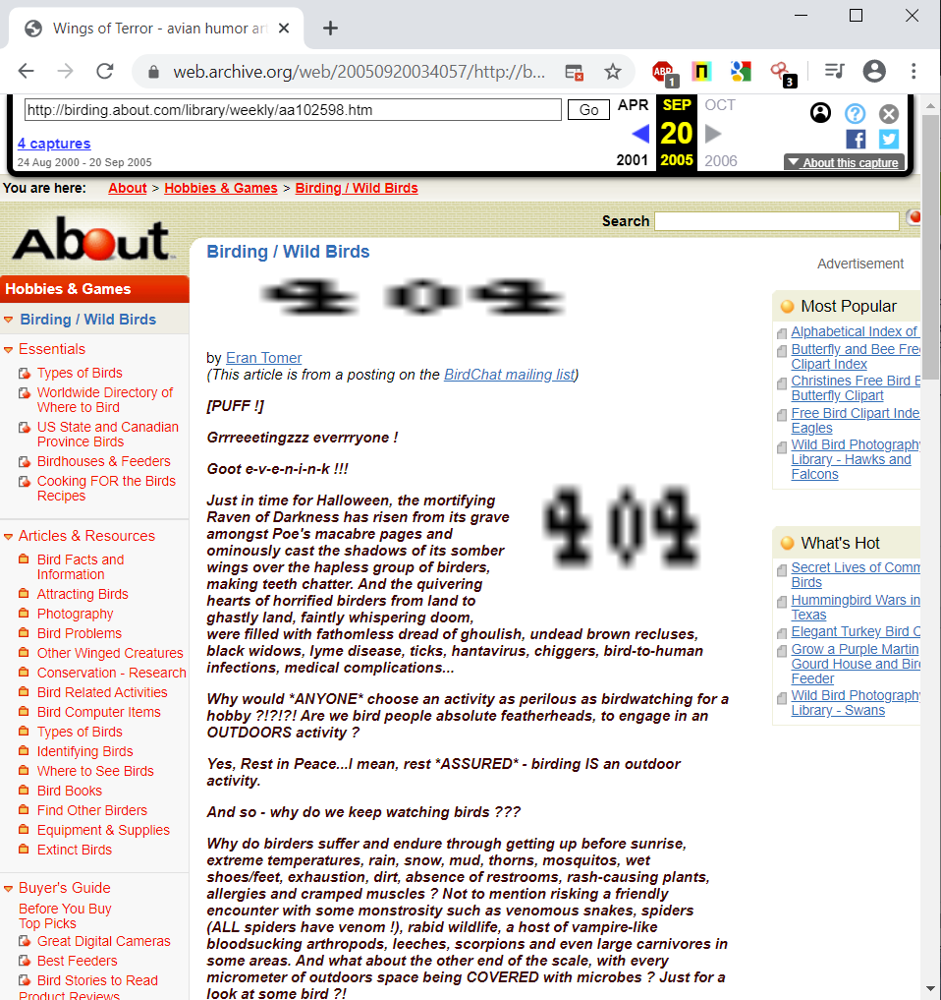 Wings of Terror - avian humor ar
web.archive.org/web/20050920034057/http://b...
ABP
1
3
http://birding.about.com/library/weekly/aa102598.htm
Go
APR
SEP
OCT
4 captures
20
24 Aug 2000 - 20 Sep 2005
2001
2005
2006
About this capture
You are here: About > Hobbies & Games > Birding / Wild Birds
Search
About
Hobbies & Games
Birding / Wild Birds
Essentials
Types of Birds
Worldwide Directory of
Where to Bird
US State and Canadian
Province Birds
Birdhouses & Feeders
Cooking FOR the Birds
Recipes
Articles & Resources
Bird Facts and
Information
Attracting Birds
Photography
Bird Problems
Other Winged Creatures
Conservation - Research
Bird Related Activities
Bird Computer Items
Types of Birds
Identifying Birds
Where to See Birds
Bird Books
Find Other Birders
Equipment & Supplies
Extinct Birds
Buyer's Guide
Before You Buy
Top Picks
Great Digital Cameras
Best Feeders
Bird Stories to Read
Product Reviews
Birding / Wild Birds
404
by Eran Tomer
(This article is from a posting on the BirdChat mailing list)
[PUFF !]
Grrreeetingzzz everrryone !
Goot e-v-e-n-i-n-k !!!
404
Just in time for Halloween, the mortifying
Raven of Darkness has risen from its grave
amongst Poe's macabre pages and
ominously cast the shadows of its somber
wings over the hapless group of birders,
making teeth chatter. And the quivering
hearts of horrified birders from land to
ghastly land, faintly whispering doom,
were filled with fathomless dread of ghoulish, undead brown recluses,
black widows, lyme disease, ticks, hantavirus, chiggers, bird-to-human
infections, medical complications...
Why would *ANYONE* choose an activity as perilous as birdwatching for a
hobby ?!?!?! Are we bird people absolute featherheads, to engage in an
OUTDOORS activity ?
Yes, Rest in Peace...I mean, rest *ASSURED* - birding IS an outdoor
activity.
And so - why do we keep watching birds ???
Why do birders suffer and endure through getting up before sunrise,
extreme temperatures, rain, snow, mud, thorns, mosquitos, wet
shoes/feet, exhaustion, dirt, absence of restrooms, rash-causing plants,
allergies and cramped muscles ? Not to mention risking a friendly
encounter with some monstrosity such as venomous snakes, spiders
(ALL spiders have venom !), rabid wildlife, a host of vampire-like
bloodsucking arthropods, leeches, scorpions and even large carnivores in
some areas. And what about the other end of the scale, with every
micrometer of outdoors space being COVERED with microbes ? Just for a
look at some bird ?!
Advertisement
Most Popular
Alphabetical Index of
Butterfly and Bee Free
Clipart Index
Christines Free Bird
Butterfly Clipart
Free Bird Clipart Inde
Eagles
Wild Bird Photography
Library - Hawks and
Falcons
What's Hot
Secret Lives of Comm
Birds
Hummingbird Wars in
Texas
Elegant Turkey Bird C
Grow a Purple Martin
Gourd House and Bird
Feeder
Wild Bird Photography
Library - Swans